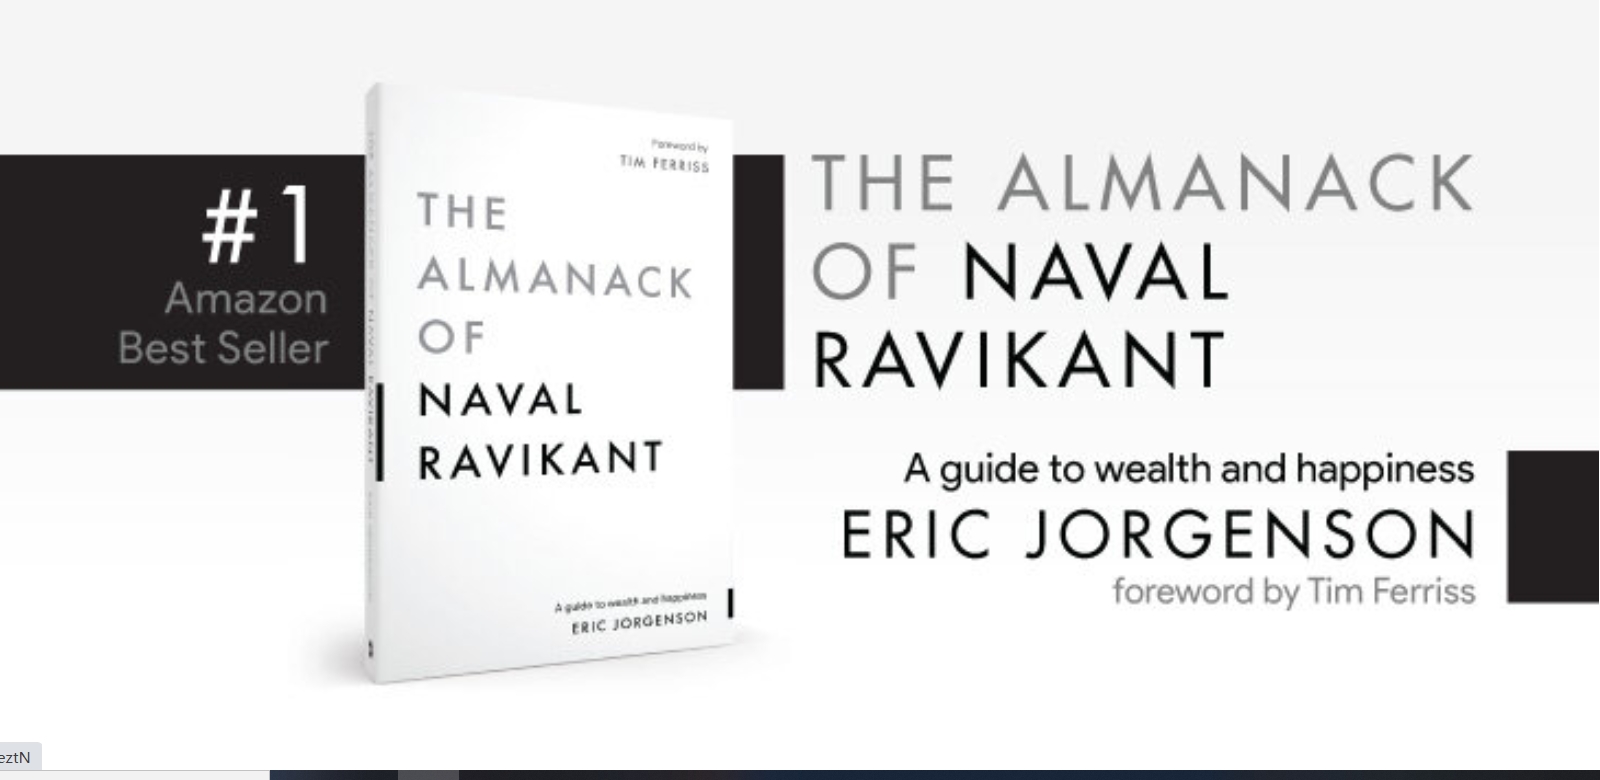 #1
Amazon
Best Seller
Foreword by
TIM FERRISS
THE
ALMANACK
OF
NAVAL
RAVIKANT
A guide to wealth and happiness
ERIC JORGENSON
THE ALMANACK
OF NAVAL
RAVIKANT
A guide to wealth and happiness
ERIC JORGENSON
foreword by Tim Ferriss
eztN